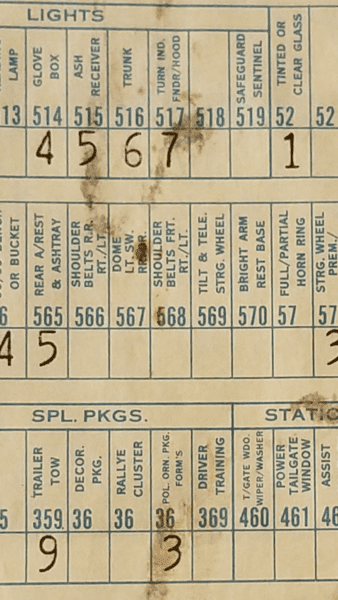 LIGHTS
LAMP GLOVE BOX ASH RECEIVER TRUNK TURN IND. FNDR/HOOD SAFEGUARD SENTINEL TINTED OR CLEAR GLASS
13 514 515 516 517 518 519 52 52
4 5 6 7 1
OR BUCKET REAR A/REST & ASHTRAY SHOULDER BELTS R.R. RT./LT. DOME LT. SW. SHOULDER BELTS FRT. RT./LT. TILT & TELE. STRG. WHEEL BRIGHT ARM REST BASE FULL/PARTIAL HORN RING STRG. WHEEL PREM./
6 565 566 567 568 569 570 57 57
4 5 3
SPL. PKGS. STATIO
TRAILER TOW DECOR. PKG. RALLYE CLUSTER POL. ORN. PKG. FORM'S DRIVER TRAINING T/GATE WDO. WIPER/WASHER POWER TAILGATE WINDOW ASSIST
5 359 36 36 36 369 460 461 46
9 3